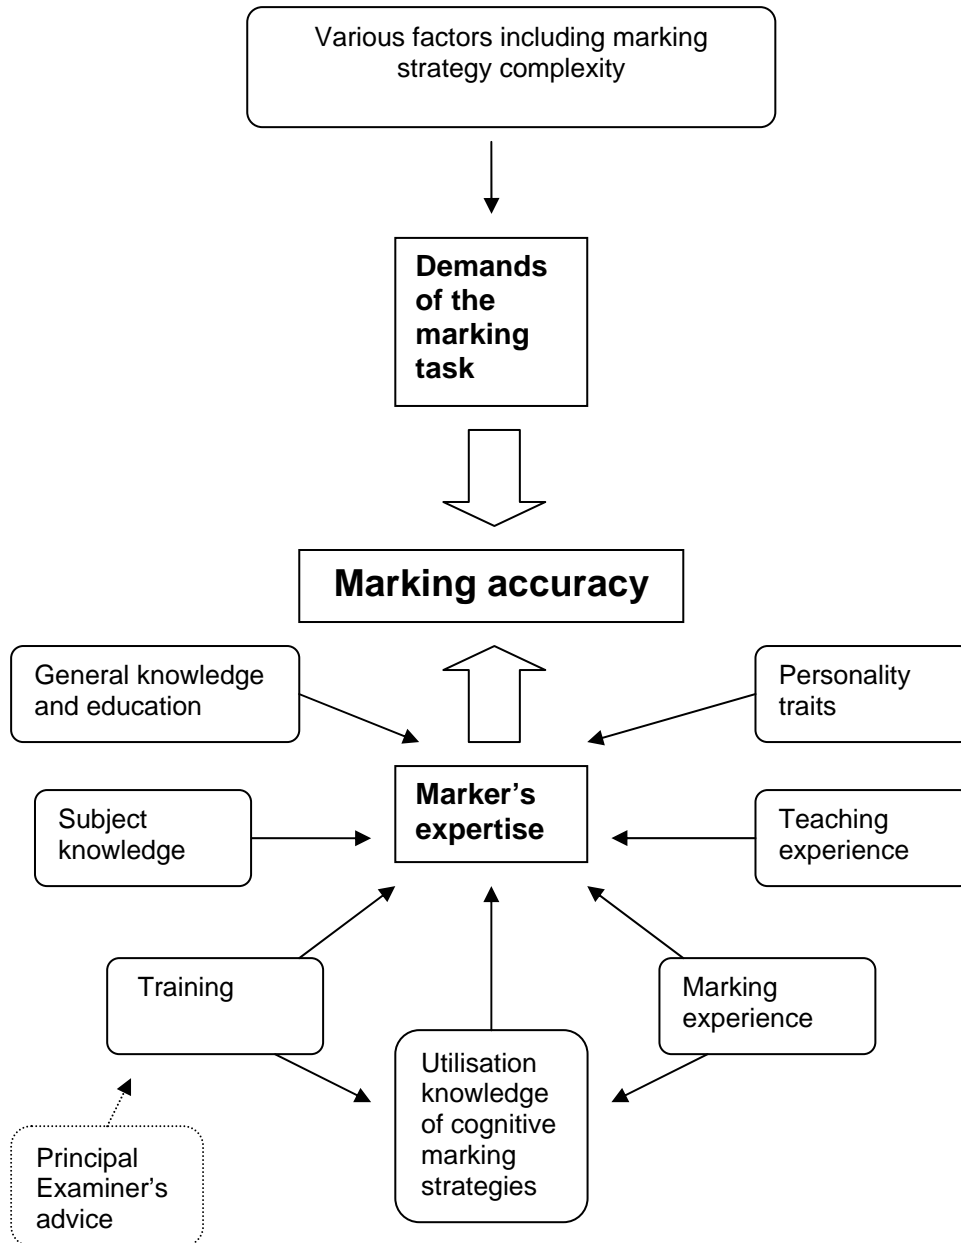 Various factors including marking
strategy complexity
Demands
of the
marking
task
Marking accuracy
General knowledge
and education
Personality
traits
Marker’s
expertise
Subject
knowledge
Teaching
experience
Training
Marking
experience
Utilisation
knowledge
of cognitive
marking
strategies
Principal
Examiner’s
advice